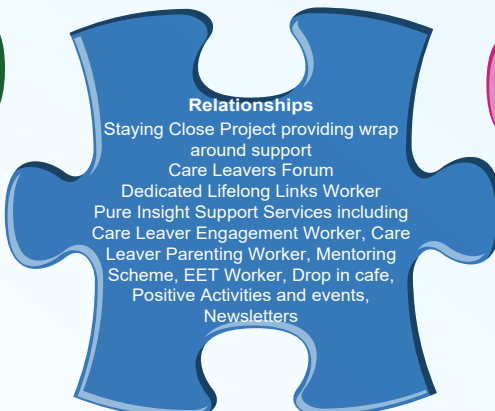 Relationships
Staying Close Project providing wrap
around support
Care Leavers Forum
Dedicated Lifelong Links Worker
Pure Insight Support Services including
Care Leaver Engagement Worker, Care
Leaver Parenting Worker, Mentoring
Scheme, EET Worker, Drop in cafe,
Positive Activities and events,
Newsletters